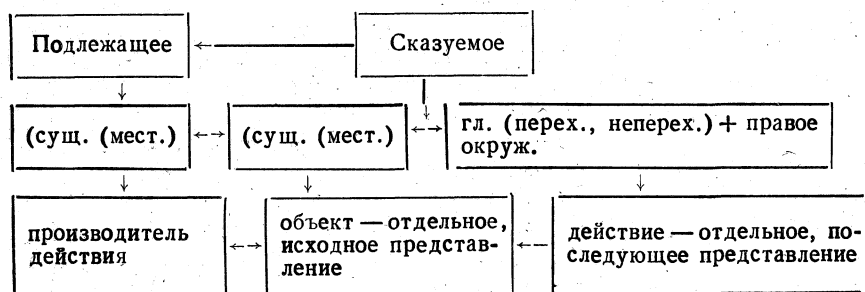 Подлежащее
Сказуемое
(сущ. (мест.)
(сущ. (мест.)
гл. (перех., неперех.) + правое
окруж.
производитель
действия
объект — отдельное,
исходное представ-
ление
действие — отдельное, по-
следующее представление